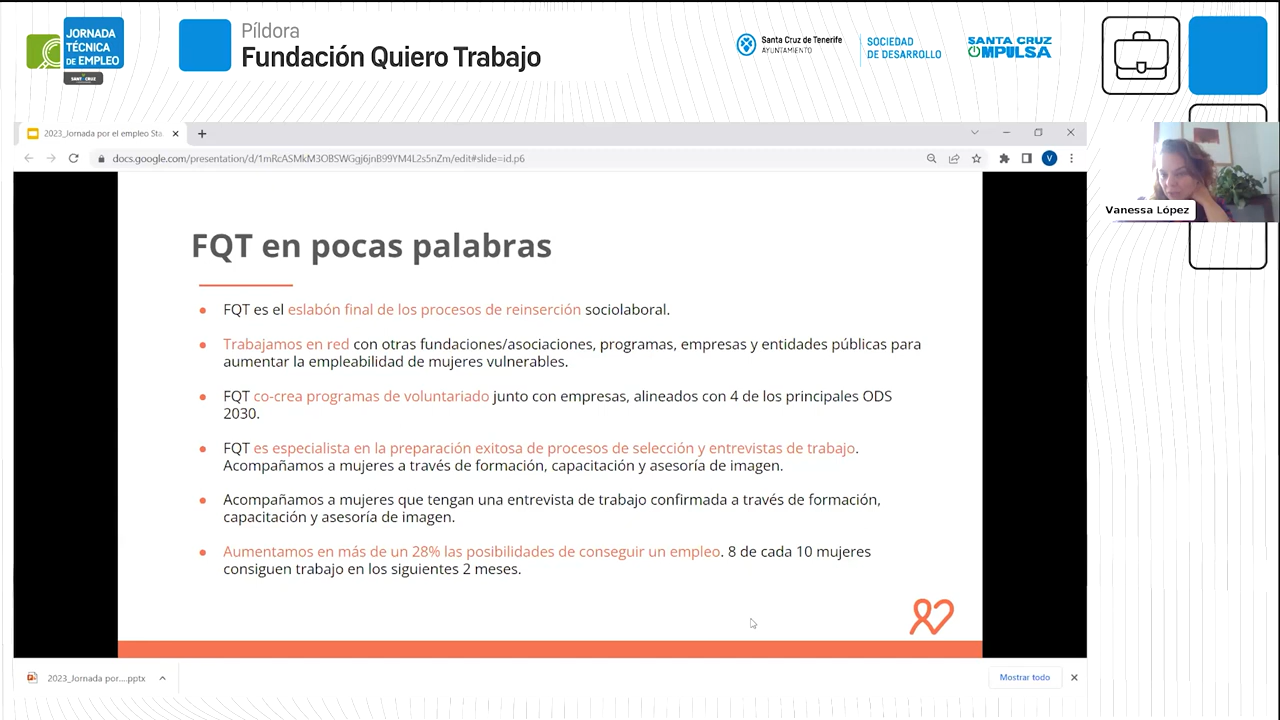 JORNADA
TÉCNICA
DE EMPLEO
SANTA CRUZ
Píldora
Fundación Quiero Trabajo
Santa Cruz de Tenerife
AYUNTAMIENTO
SOCIEDAD
DE DESARROLLO
SANTA CRUZ
IMPULSA
2023_Jornada por el empleo Sta
docs.google.com/presentation/d/1mRcASMkM3OBSWGgj6jnB99YM4L2s5nZm/edit#slide=id.p6
V
Vanessa López
FQT en pocas palabras
FQT es el eslabón final de los procesos de reinserción sociolaboral.
Trabajamos en red con otras fundaciones/asociaciones, programas, empresas y entidades públicas para
aumentar la empleabilidad de mujeres vulnerables.
FQT co-crea programas de voluntariado junto con empresas, alineados con 4 de los principales ODS
2030.
FQT es especialista en la preparación exitosa de procesos de selección y entrevistas de trabajo.
Acompañamos a mujeres a través de formación, capacitación y asesoría de imagen.
Acompañamos a mujeres que tengan una entrevista de trabajo confirmada a través de formación,
capacitación y asesoría de imagen.
Aumentamos en más de un 28% las posibilidades de conseguir un empleo. 8 de cada 10 mujeres
consiguen trabajo en los siguientes 2 meses.
2023_Jornada por....pptx
Mostrar todo